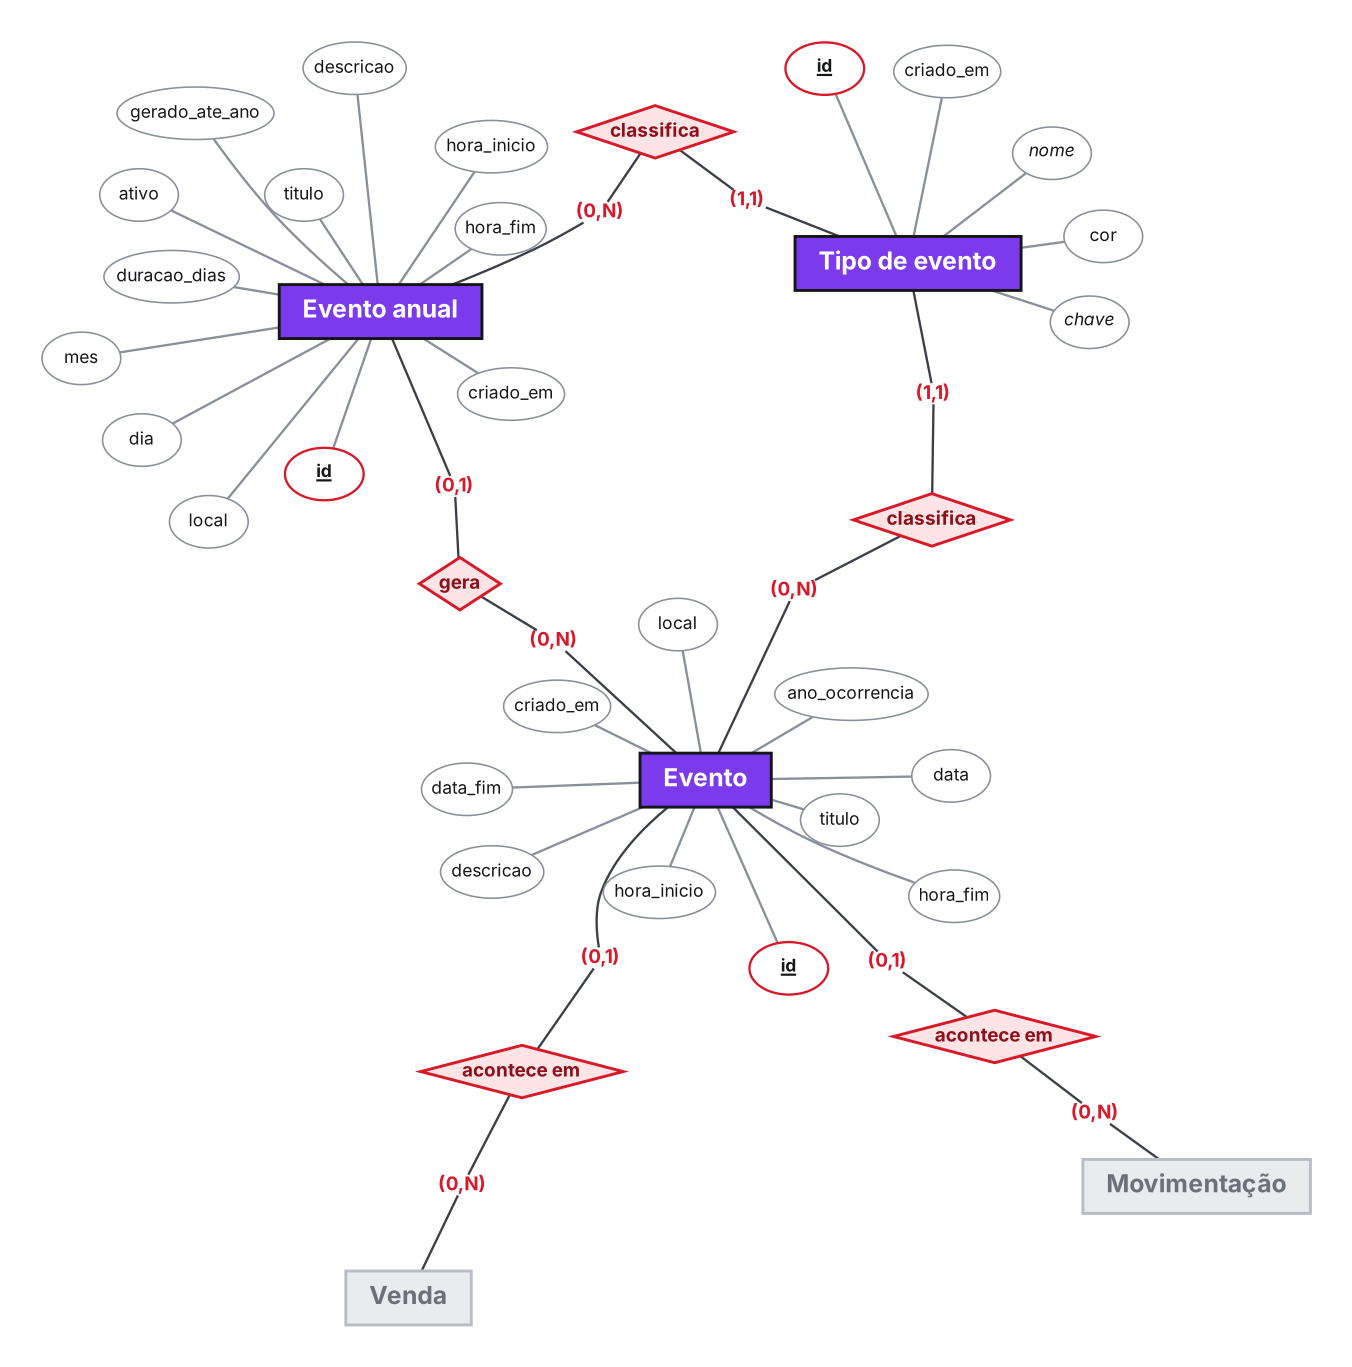 descricao
id
criado_em
gerado_ate_ano
classifica
hora_inicio
nome
ativo
titulo
(1,1)
(0,N)
hora_fim
cor
Tipo de evento
duracao_dias
Evento anual
chave
mes
criado_em
(1,1)
dia
id
(0,1)
local
classifica
gera
(0,N)
local
(0,N)
ano_ocorrencia
criado_em
Evento
data
data_fim
titulo
descricao
hora_inicio
hora_fim
(0,1)
id
(0,1)
acontece em
acontece em
(0,N)
(0,N)
Movimentação
Venda